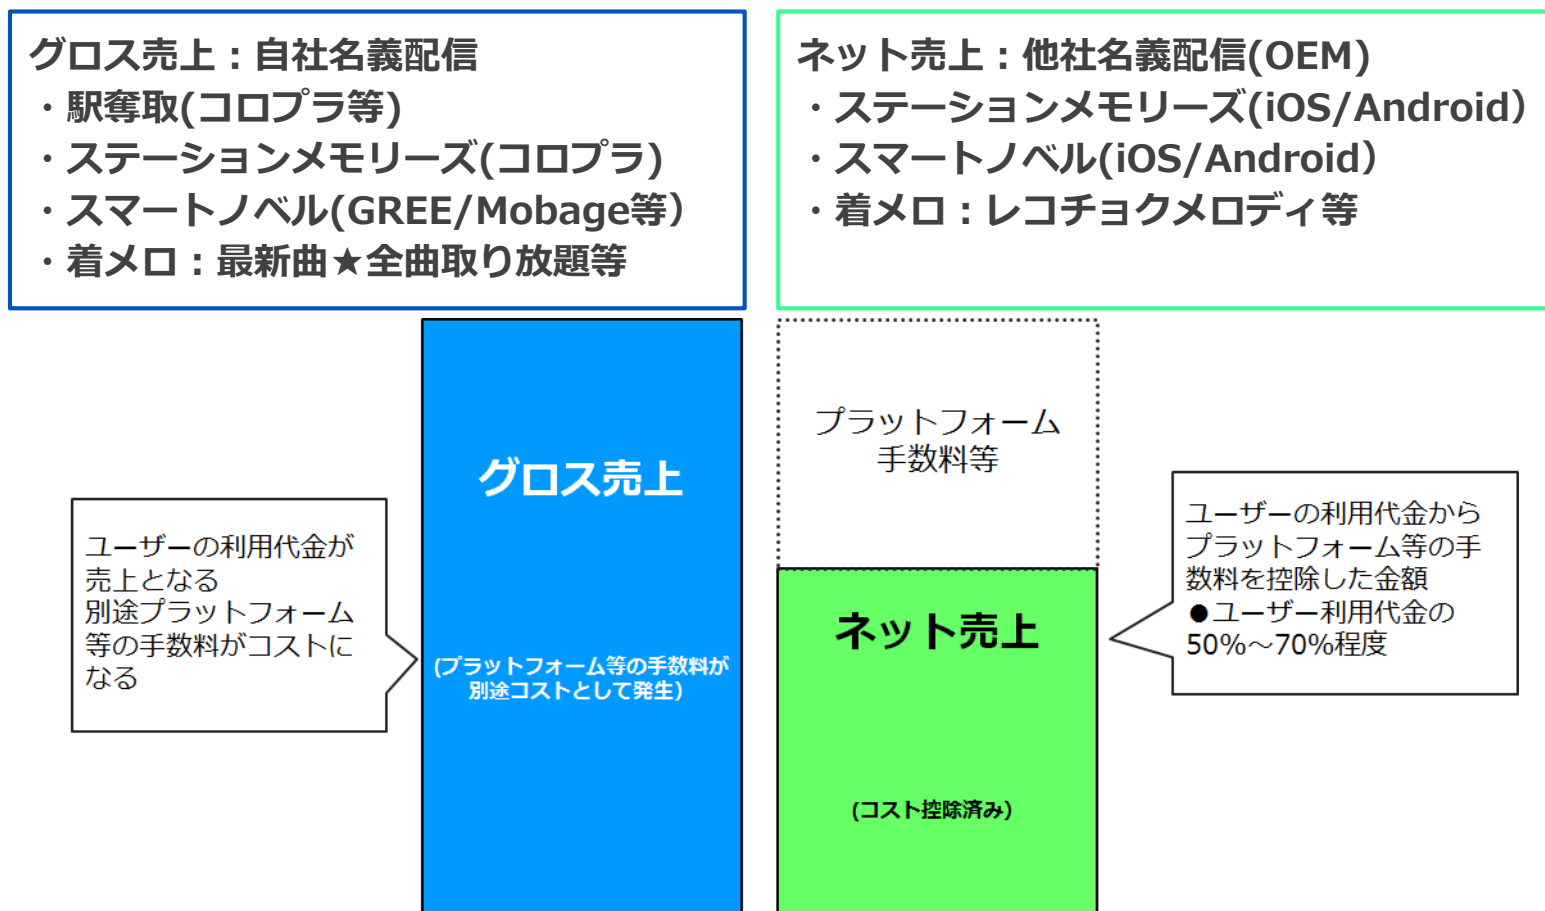 グロス売上：自社名義配信
・駅奪取(コロプラ等)
・ステーションメモリーズ(コロプラ)
・スマートノベル(GREE/Mobage等）
・着メロ：最新曲★全曲取り放題等
ネット売上：他社名義配信(OEM)
・ステーションメモリーズ(iOS/Android）
・スマートノベル(iOS/Android）
・着メロ：レコチョクメロディ等
ユーザーの利用代金が
売上となる
別途プラットフォーム
等の手数料がコストに
なる
グロス売上
(プラットフォーム等の手数料が
別途コストとして発生)
プラットフォーム
手数料等
ネット売上
(コスト控除済み)
ユーザーの利用代金から
プラットフォーム等の手
数料を控除した金額
●ユーザー利用代金の
50％～70％程度